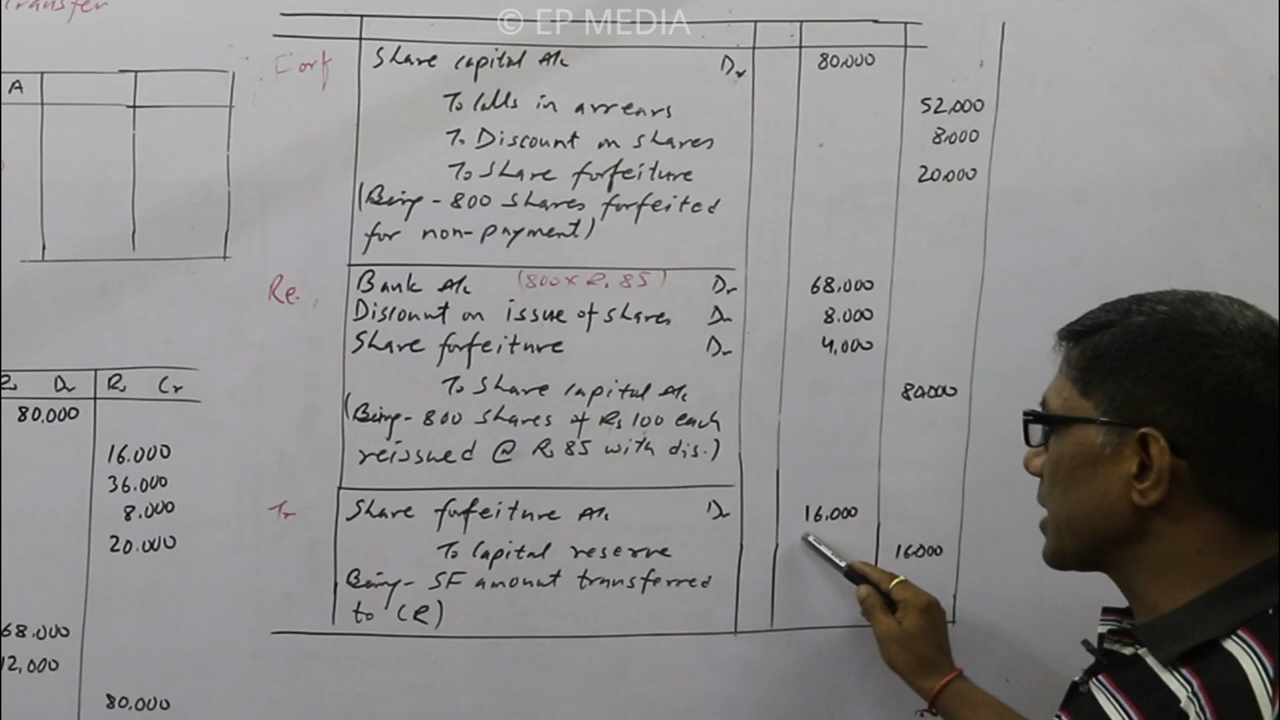 © EP MEDIA
Transfer
A
Forf
Share capital A/c Dr 80,000
To Calls in arrears 52,000
To Discount on shares 8,000
To Share forfeiture 20,000
(Being - 800 shares forfeited
for non-payment)
Re.
Bank A/c (800 x Rs. 85) Dr 68,000
Discount on issue of shares Dr 8,000
Share forfeiture Dr 4,000
To Share capital A/c 80,000
(Being - 800 shares of Rs 100 each
reissued @ Rs 85 with dis.)
Tr
Share forfeiture A/c Dr 16,000
To Capital reserve 16,000
Being - SF amount transferred
to CR)
Rs Dr Rs Cr
80,000
16,000
36,000
8,000
20,000
68,000
12,000
80,000